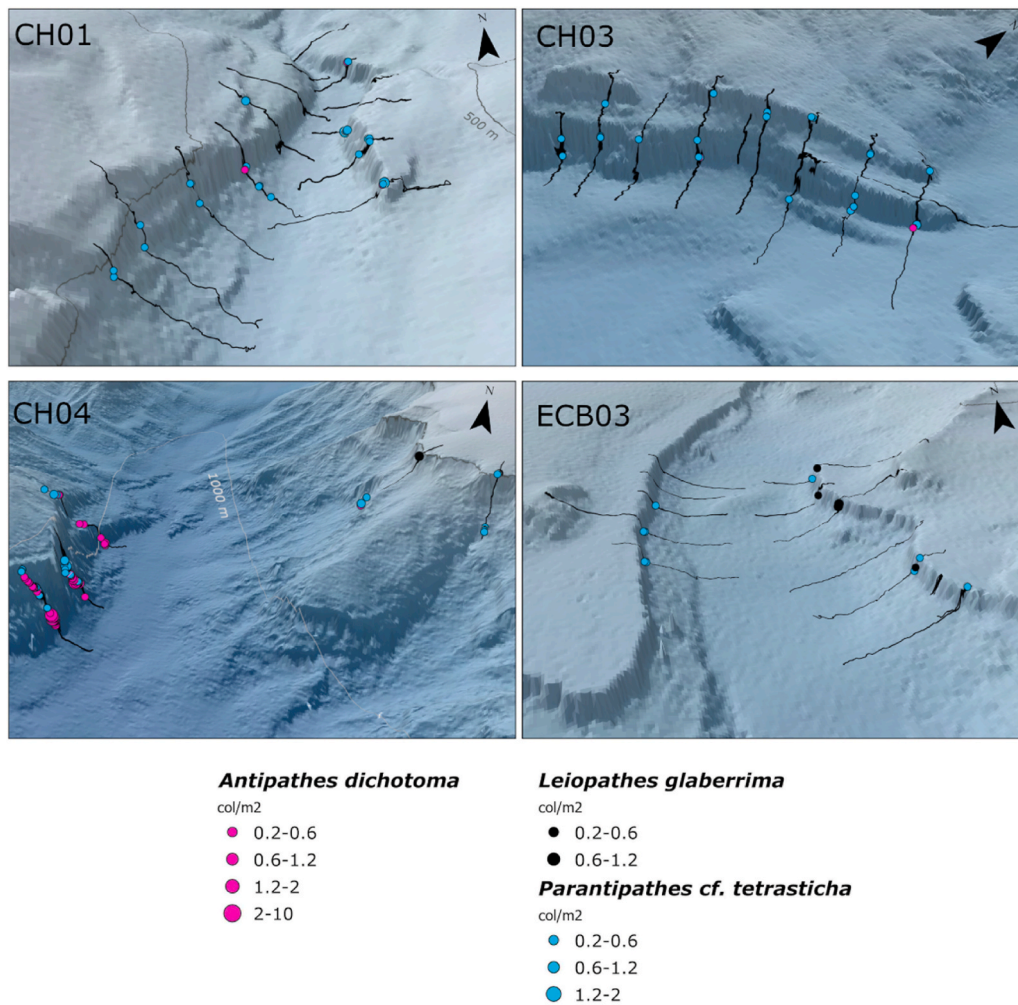 CH01
N
500 m
CH03
N
CH04
N
1000 m
ECB03
N
Antipathes dichotoma
col/m2
0.2-0.6
0.6-1.2
1.2-2
2-10
Leiopathes glaberrima
col/m2
0.2-0.6
0.6-1.2
Parantipathes cf. tetrasticha
col/m2
0.2-0.6
0.6-1.2
1.2-2